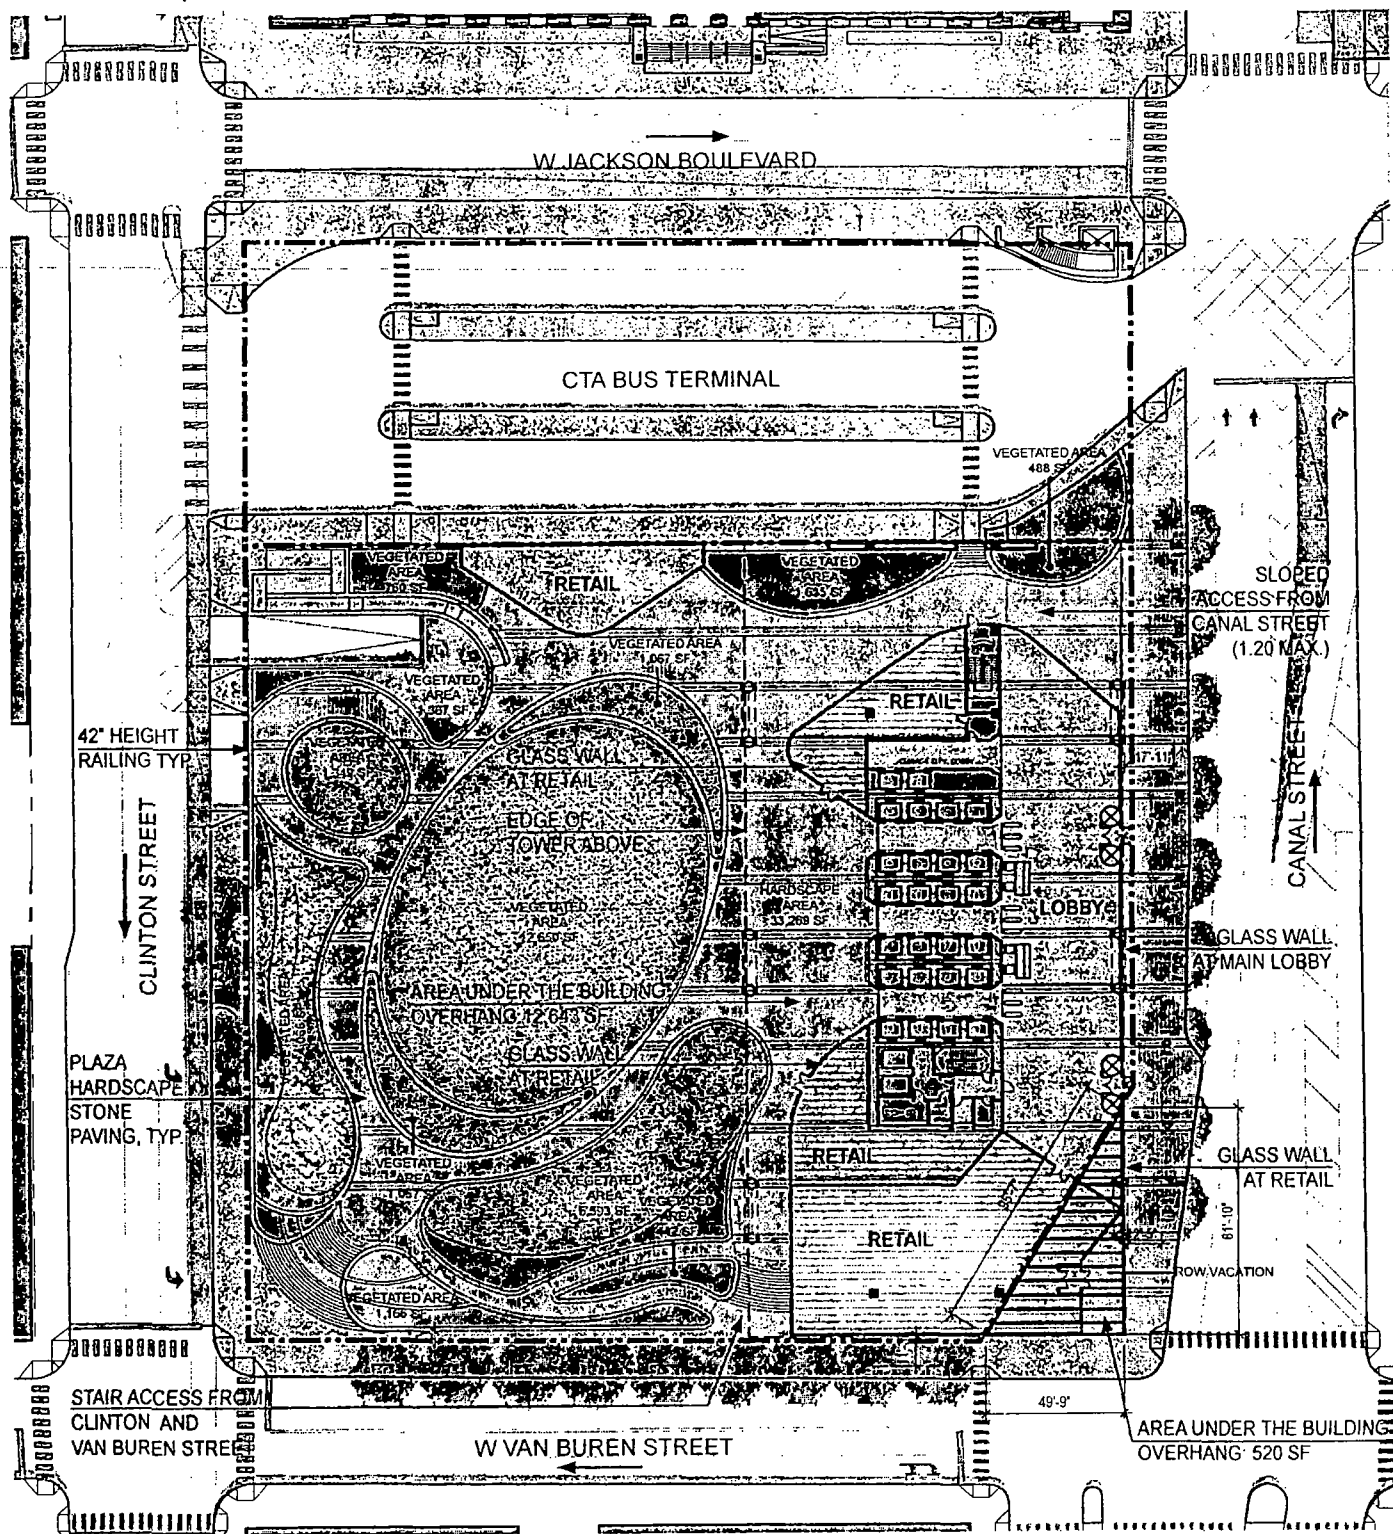 W JACKSON BOULEVARD
CTA BUS TERMINAL
VEGETATED AREA
488 SF
VEGETATED
AREA
RETAIL
VEGETATED
AREA
SLOPED
ACCESS FROM
CANAL STREET
(1.20 MAX.)
VEGETATED AREA
1,057 SF
VEGETATED
AREA
387 SF
RETAIL
42" HEIGHT
RAILING TYP
GLASS WALL
AT RETAIL
17'-11"
EDGE OF
TOWER ABOVE
CLINTON STREET
CANAL STREET
HARDSCAPE
AREA
33,269 SF
VEGETATED
AREA
LOBBY
GLASS WALL
AT MAIN LOBBY
AREA UNDER THE BUILDING
OVERHANG 12,643 SF
GLASS WALL
AT RETAIL
PLAZA
HARDSCAPE
STONE
PAVING, TYP.
RETAIL
GLASS WALL
AT RETAIL
VEGETATED
AREA
VEGETATED
AREA
VEGETATED
AREA
61'-10"
RETAIL
ROW VACATION
VEGETATED AREA
1,166 SF
STAIR ACCESS FROM
CLINTON AND
VAN BUREN STREET
49'-9"
W VAN BUREN STREET
AREA UNDER THE BUILDING
OVERHANG 520 SF